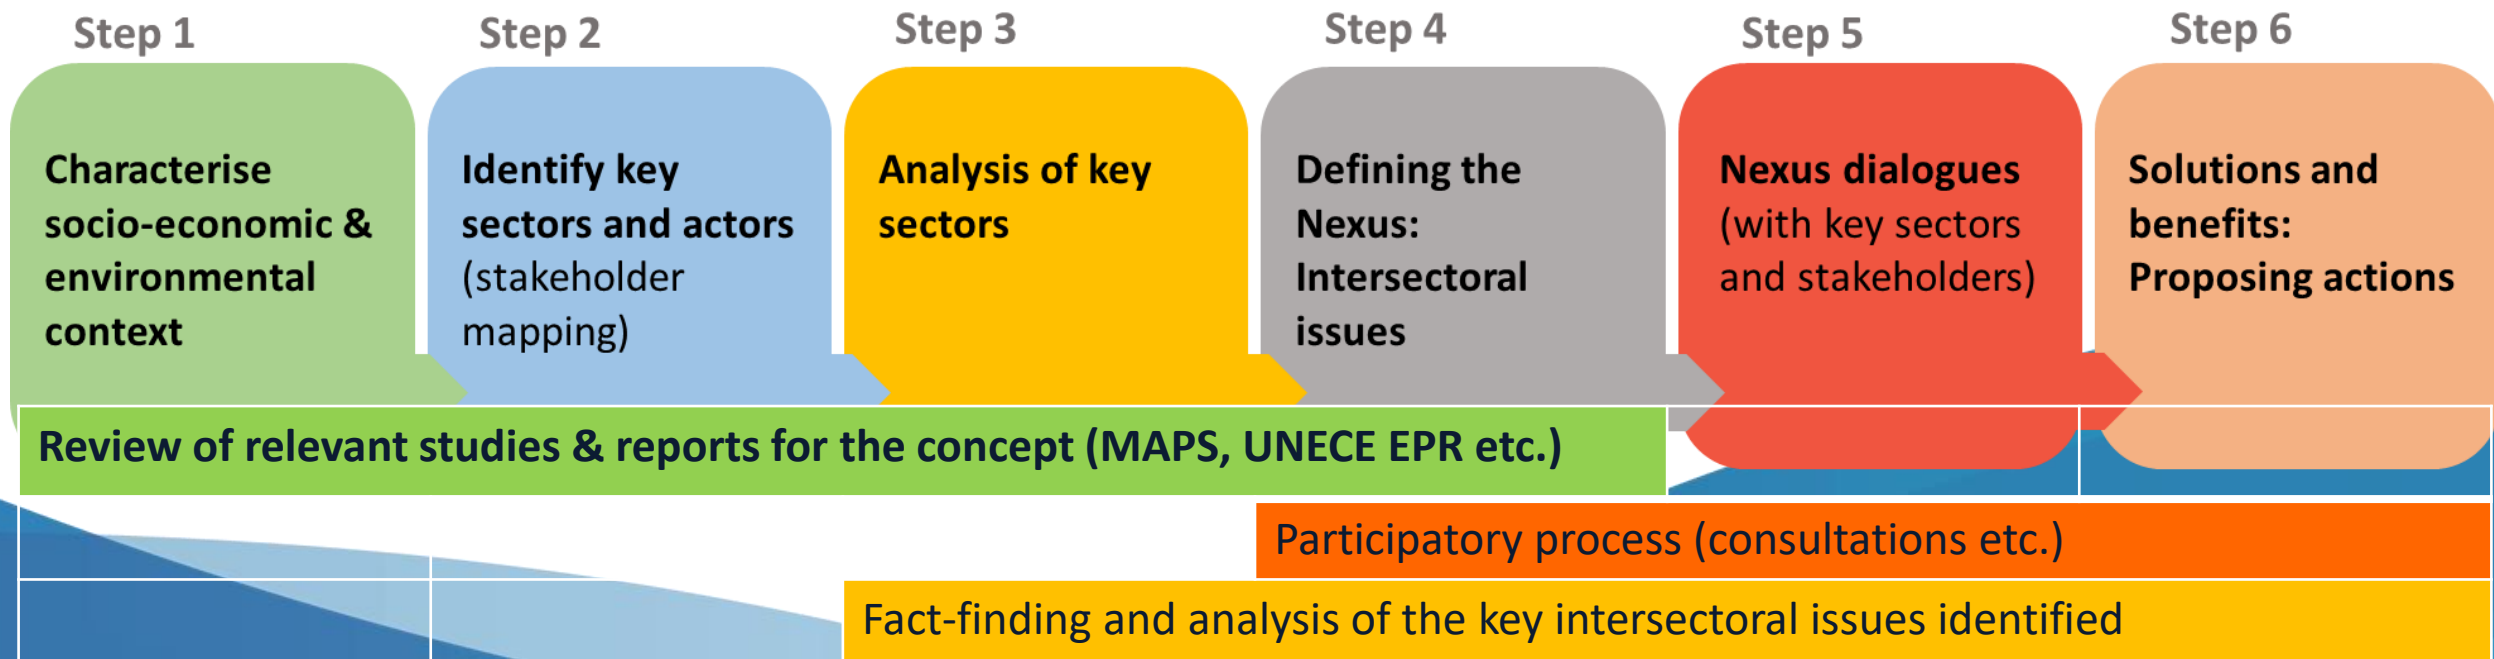 Step 1
Step 2
Step 3
Step 4
Step 5
Step 6
Characterise
socio-economic &
environmental
context
Identify key
sectors and actors
(stakeholder
mapping)
Analysis of key
sectors
Defining the
Nexus:
Intersectoral
issues
Nexus dialogues
(with key sectors
and stakeholders)
Solutions and
benefits:
Proposing actions
Review of relevant studies & reports for the concept (MAPS, UNECE EPR etc.)
Participatory process (consultations etc.)
Fact-finding and analysis of the key intersectoral issues identified